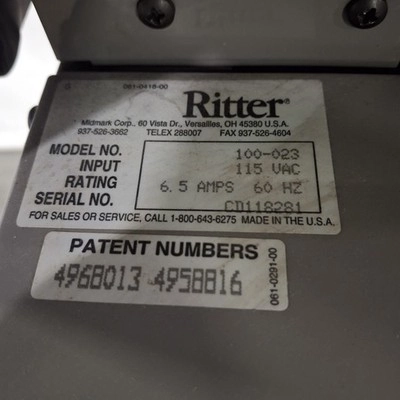 061-0416-00
Ritter®
Midmark Corp., 60 Vista Dr., Versailles, OH 45380 U.S.A.
937-526-3662 TELEX 288007 FAX 937-526-4604
MODEL NO. 100-023
INPUT 115 VAC
RATING 6.5 AMPS 60 HZ
SERIAL NO. CD118281
FOR SALES OR SERVICE, CALL 1-800-643-6275 MADE IN THE U.S.A.
PATENT NUMBERS
4968013 4958816
061-0291-00